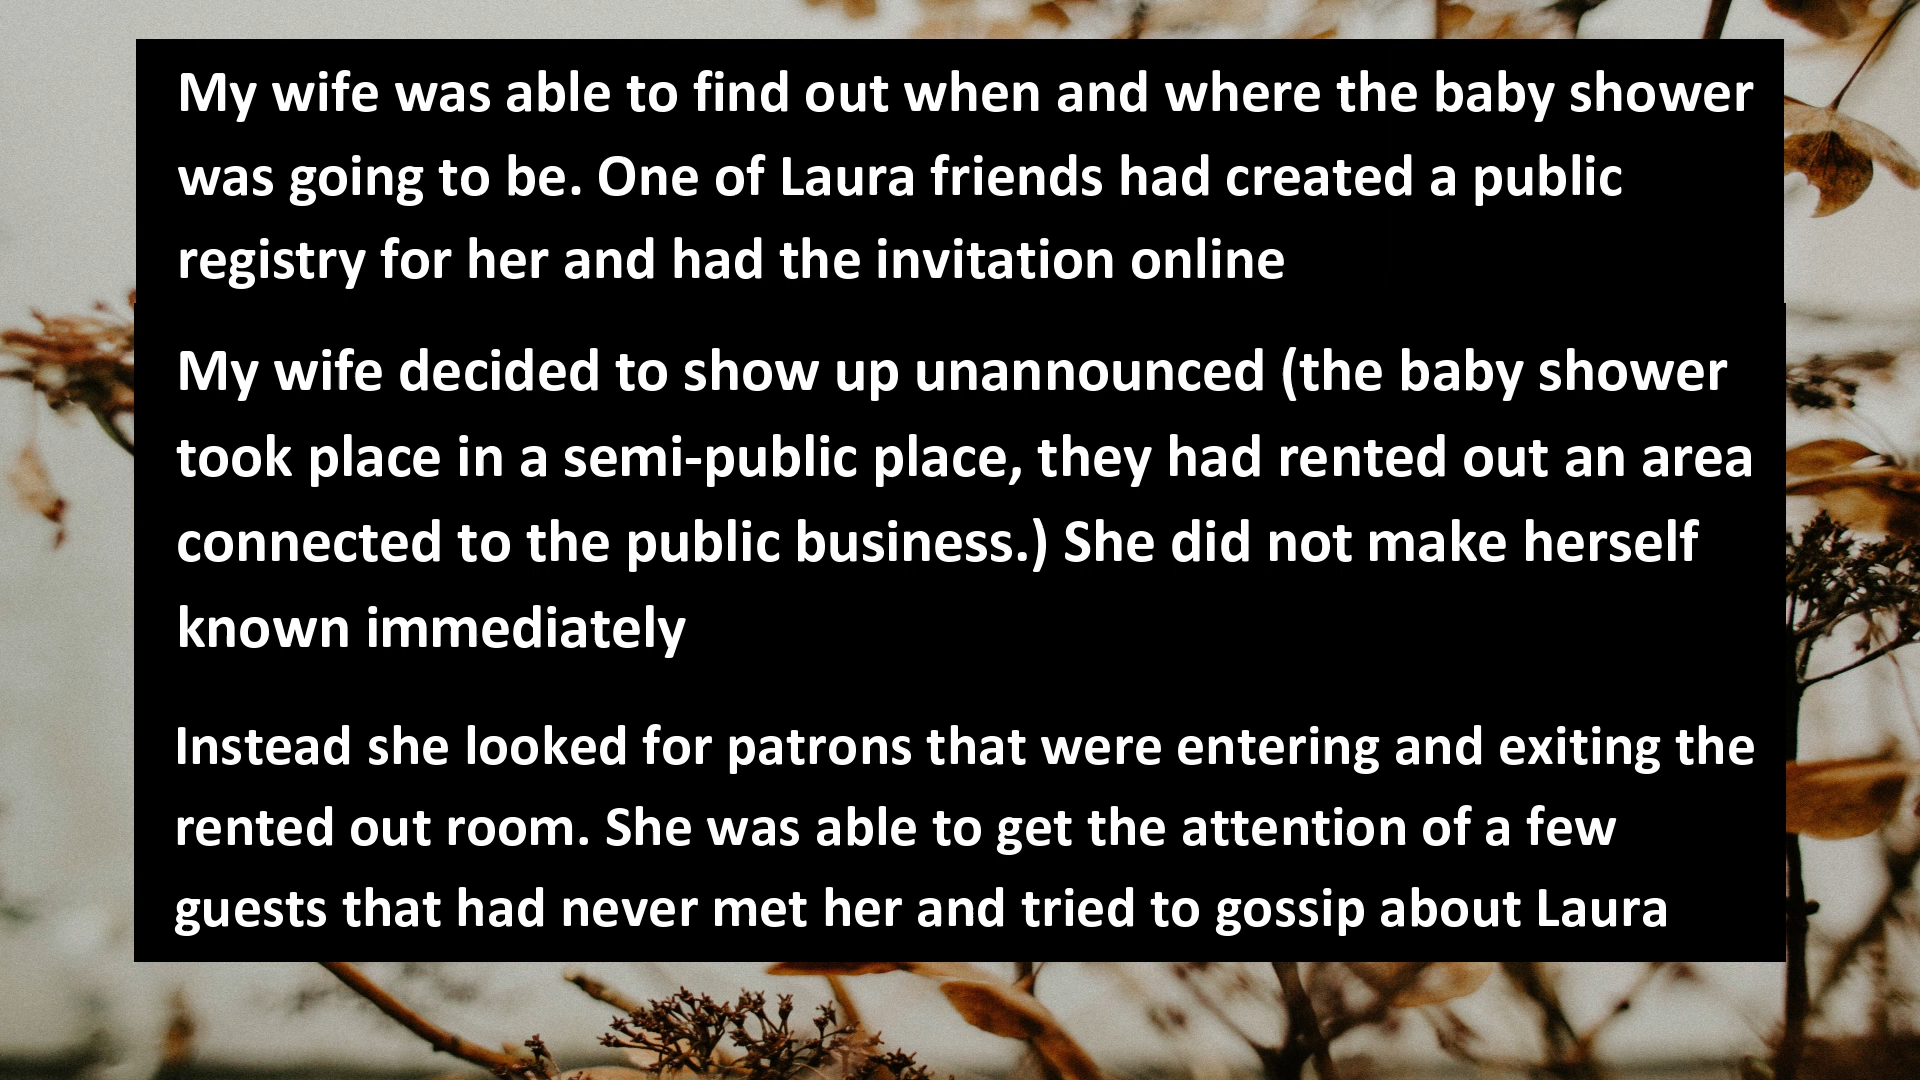 My wife was able to find out when and where the baby shower
was going to be. One of Laura friends had created a public
registry for her and had the invitation online
My wife decided to show up unannounced (the baby shower
took place in a semi-public place, they had rented out an area
connected to the public business.) She did not make herself
known immediately
Instead she looked for patrons that were entering and exiting the
rented out room. She was able to get the attention of a few
guests that had never met her and tried to gossip about Laura